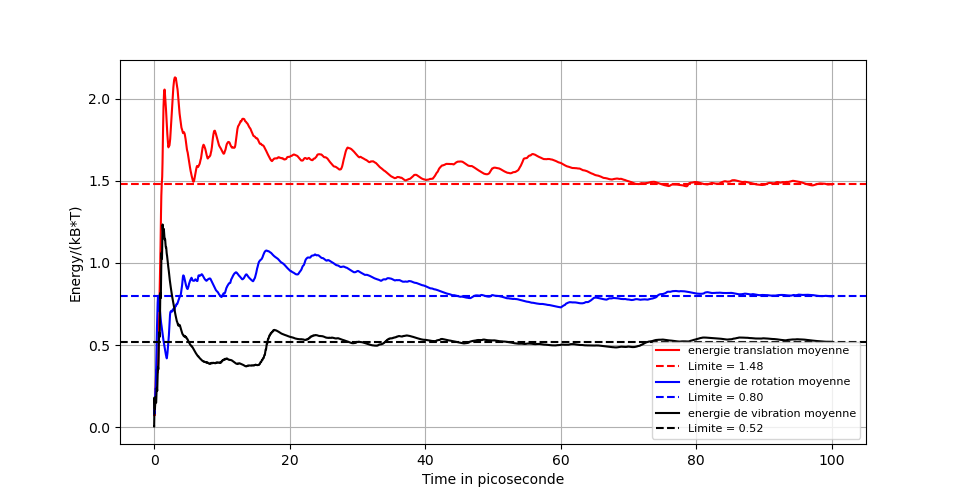 2.0
1.5
1.0
0.5
0.0
Energy/(kB*T)
energie translation moyenne
Limite = 1.48
energie de rotation moyenne
Limite = 0.80
energie de vibration moyenne
Limite = 0.52
0 20 40 60 80 100
Time in picoseconde